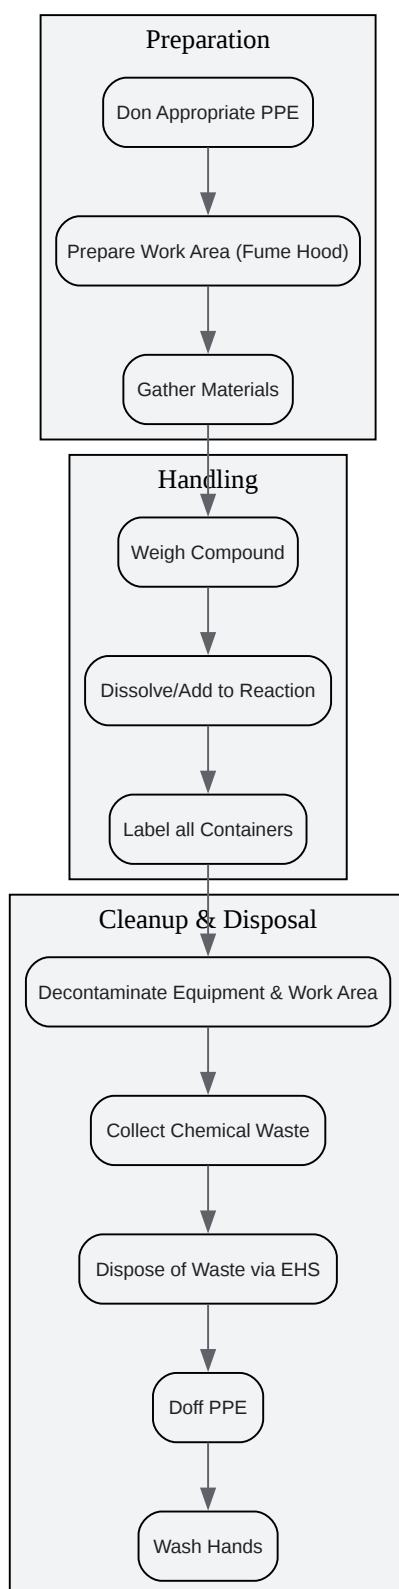 Preparation
Don Appropriate PPE
Prepare Work Area (Fume Hood)
Gather Materials
Handling
Weigh Compound
Dissolve/Add to Reaction
Label all Containers
Cleanup & Disposal
Decontaminate Equipment & Work Area
Collect Chemical Waste
Dispose of Waste via EHS
Doff PPE
Wash Hands